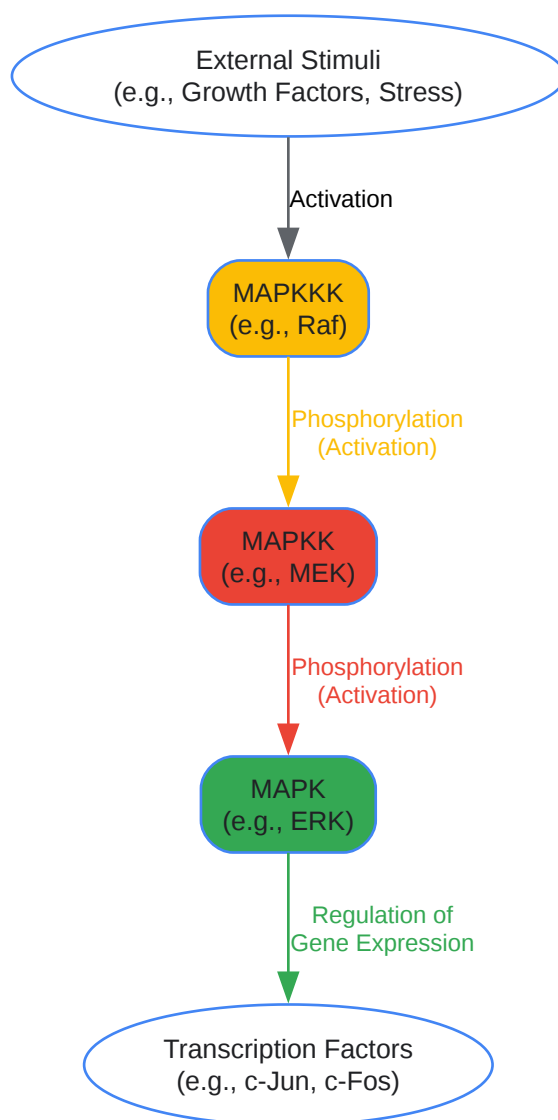 External Stimuli
(e.g., Growth Factors, Stress)
Activation
MAPKKK
(e.g., Raf)
Phosphorylation
(Activation)
MAPKK
(e.g., MEK)
Phosphorylation
(Activation)
MAPK
(e.g., ERK)
Regulation of
Gene Expression
Transcription Factors
(e.g., c-Jun, c-Fos)